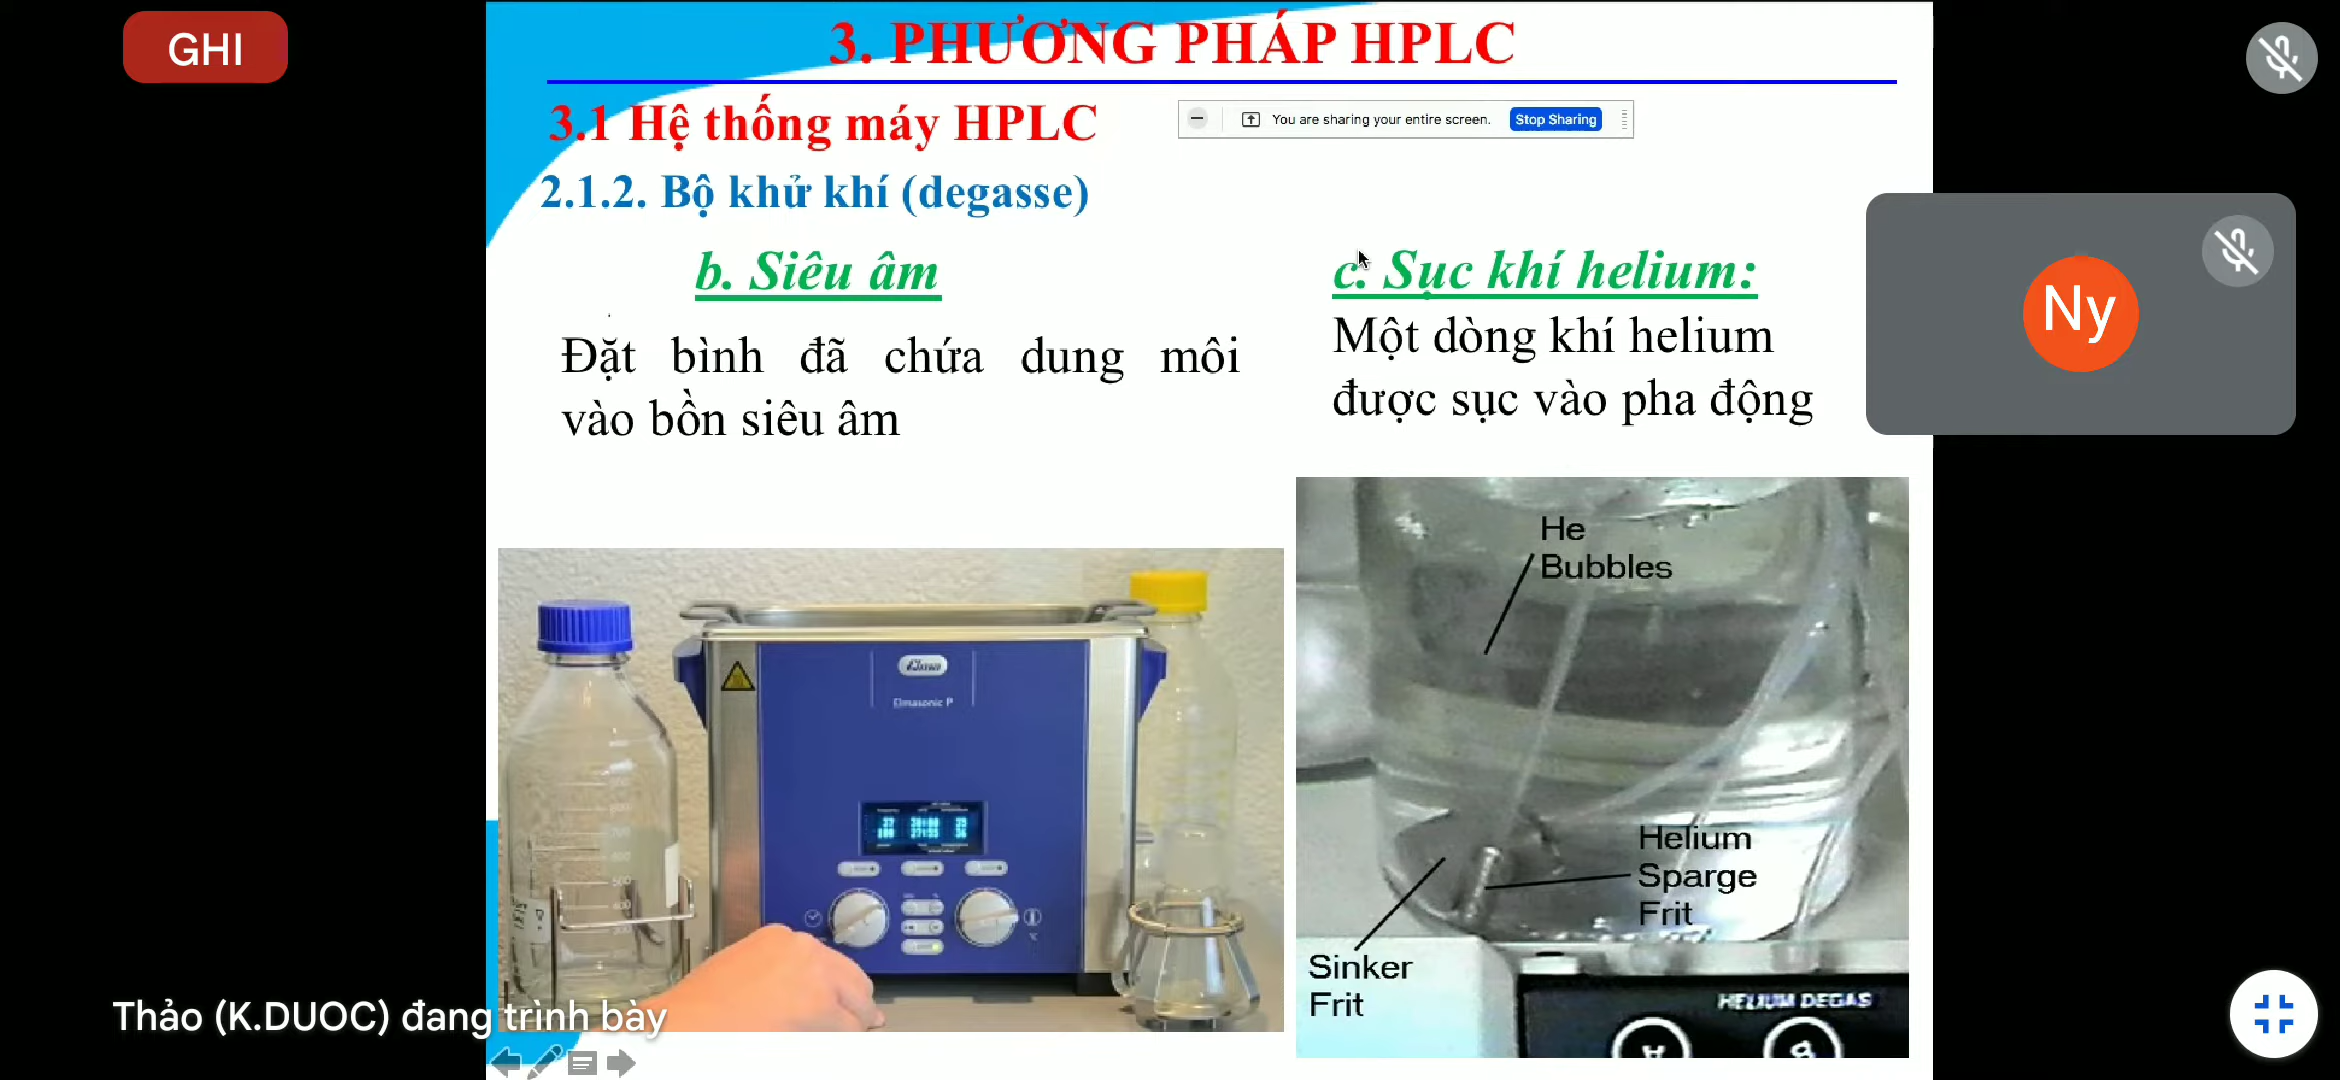 GHI
3. PHƯƠNG PHÁP HPLC
3.1 Hệ thống máy HPLC
You are sharing your entire screen. Stop Sharing
2.1.2. Bộ khử khí (degasse)
b. Siêu âm
Đặt bình đã chứa dung môi
vào bồn siêu âm
c. Sục khí helium:
Một dòng khí helium
được sục vào pha động
Ny
Elmasonic P
He
Bubbles
Helium
Sparge
Frit
Sinker
Frit
HELIUM DEGAS
A
B
Thảo (K.DUOC) đang trình bày